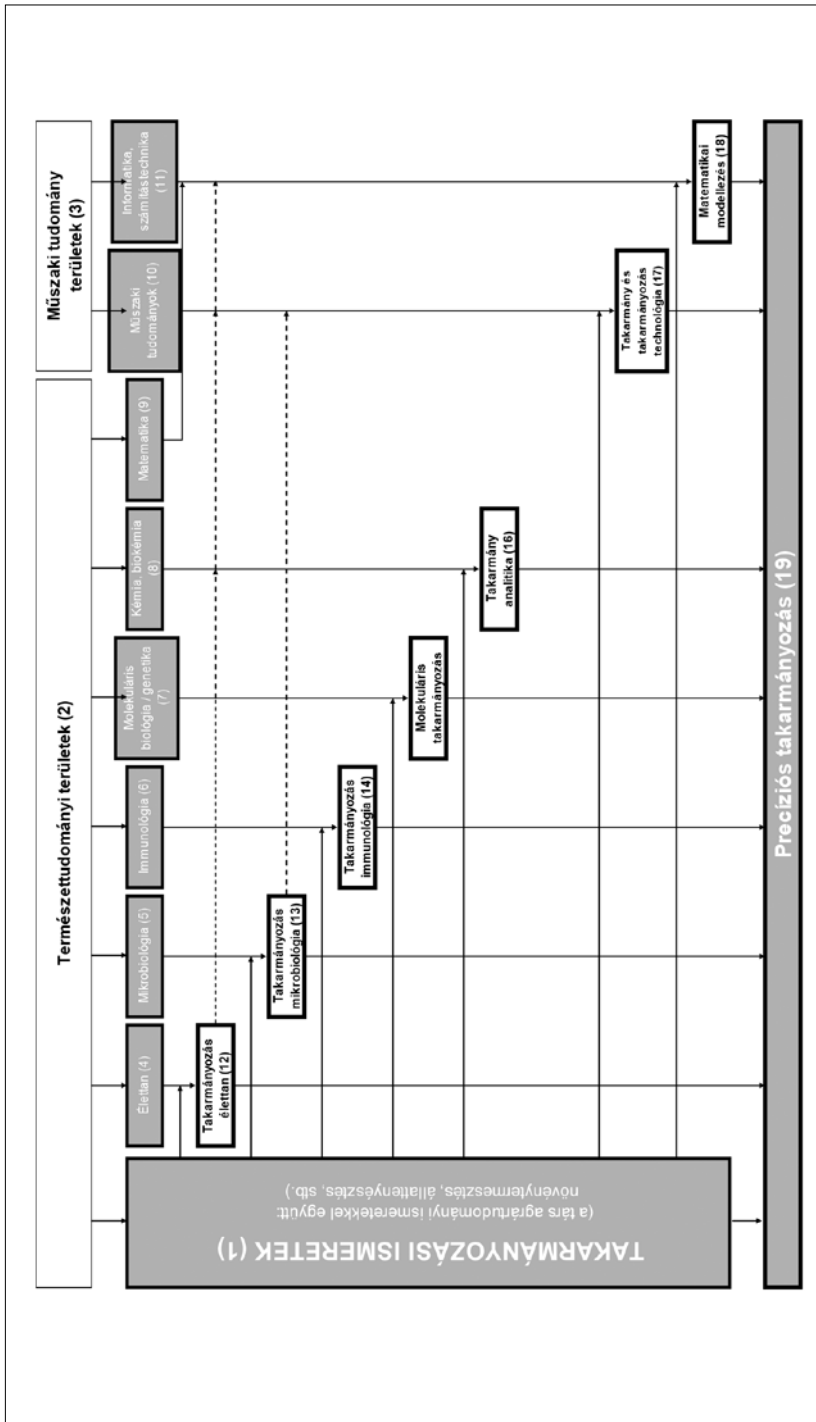 Természettudományi területek (2)
Műszaki tudomány
területek (3)
Élettan (4)
Mikrobiológia (5)
Immunológia (6)
Molekuláris
biológia / genetika
(7)
Kémia, biokémia
(8)
Matematika (9)
Műszaki
tudományok (10)
Informatika,
számítástechnika
(11)
TAKARMÁNYOZÁSI ISMERETEK (1)
(a társ agrártudományi ismeretekkel együtt:
növénytermesztés, állattenyésztés, stb.)
Takarmányozás
élettan (12)
Takarmányozás
mikrobiológia (13)
Takarmányozás
immunológia (14)
Molekuláris
takarmányozás
Takarmány
analitika (16)
Takarmány és
takarmányozás
technológia (17)
Matematikai
modellezés (18)
Precíziós takarmányozás (19)